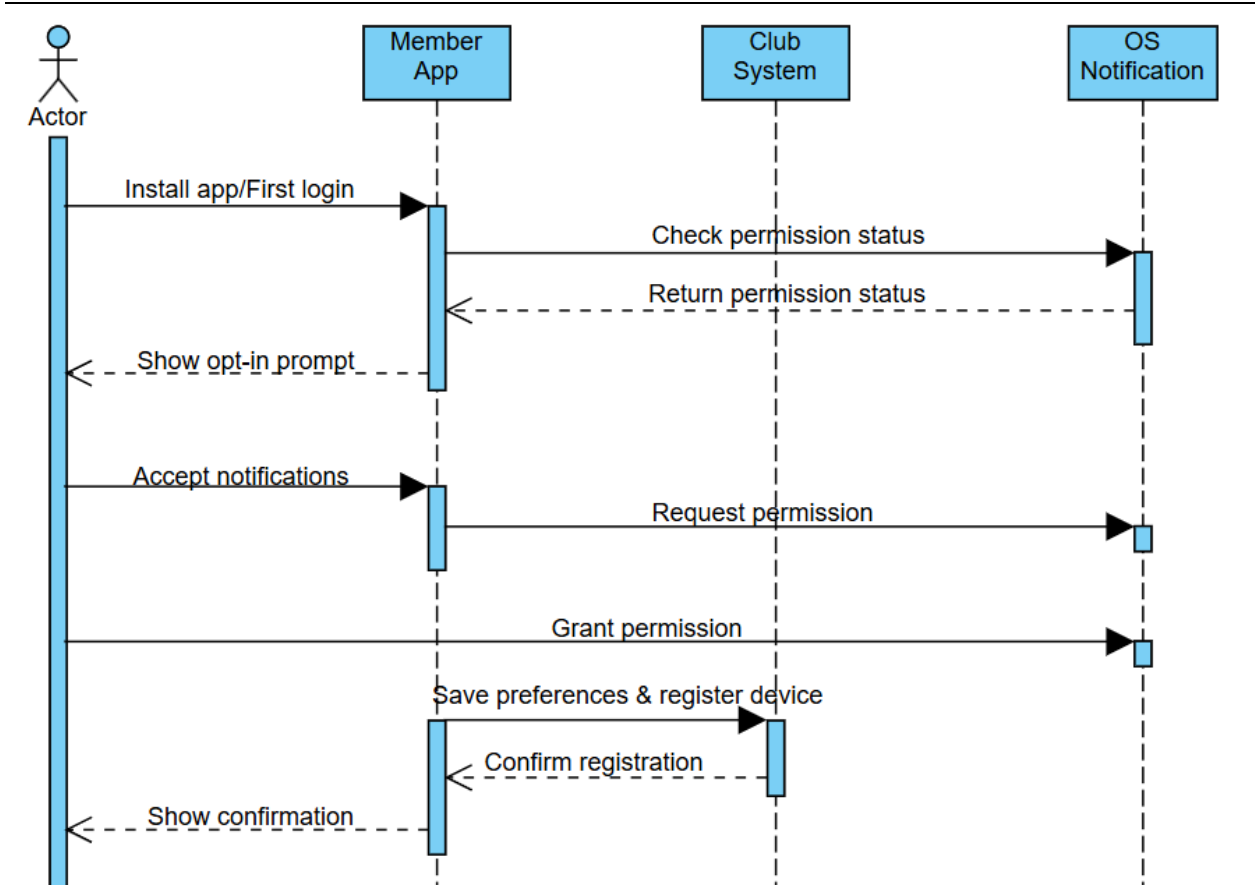 Member
App
Club
System
OS
Notification
Actor
Install app/First login
Check permission status
Return permission status
Show opt-in prompt
Accept notifications
Request permission
Grant permission
Save preferences & register device
Confirm registration
Show confirmation